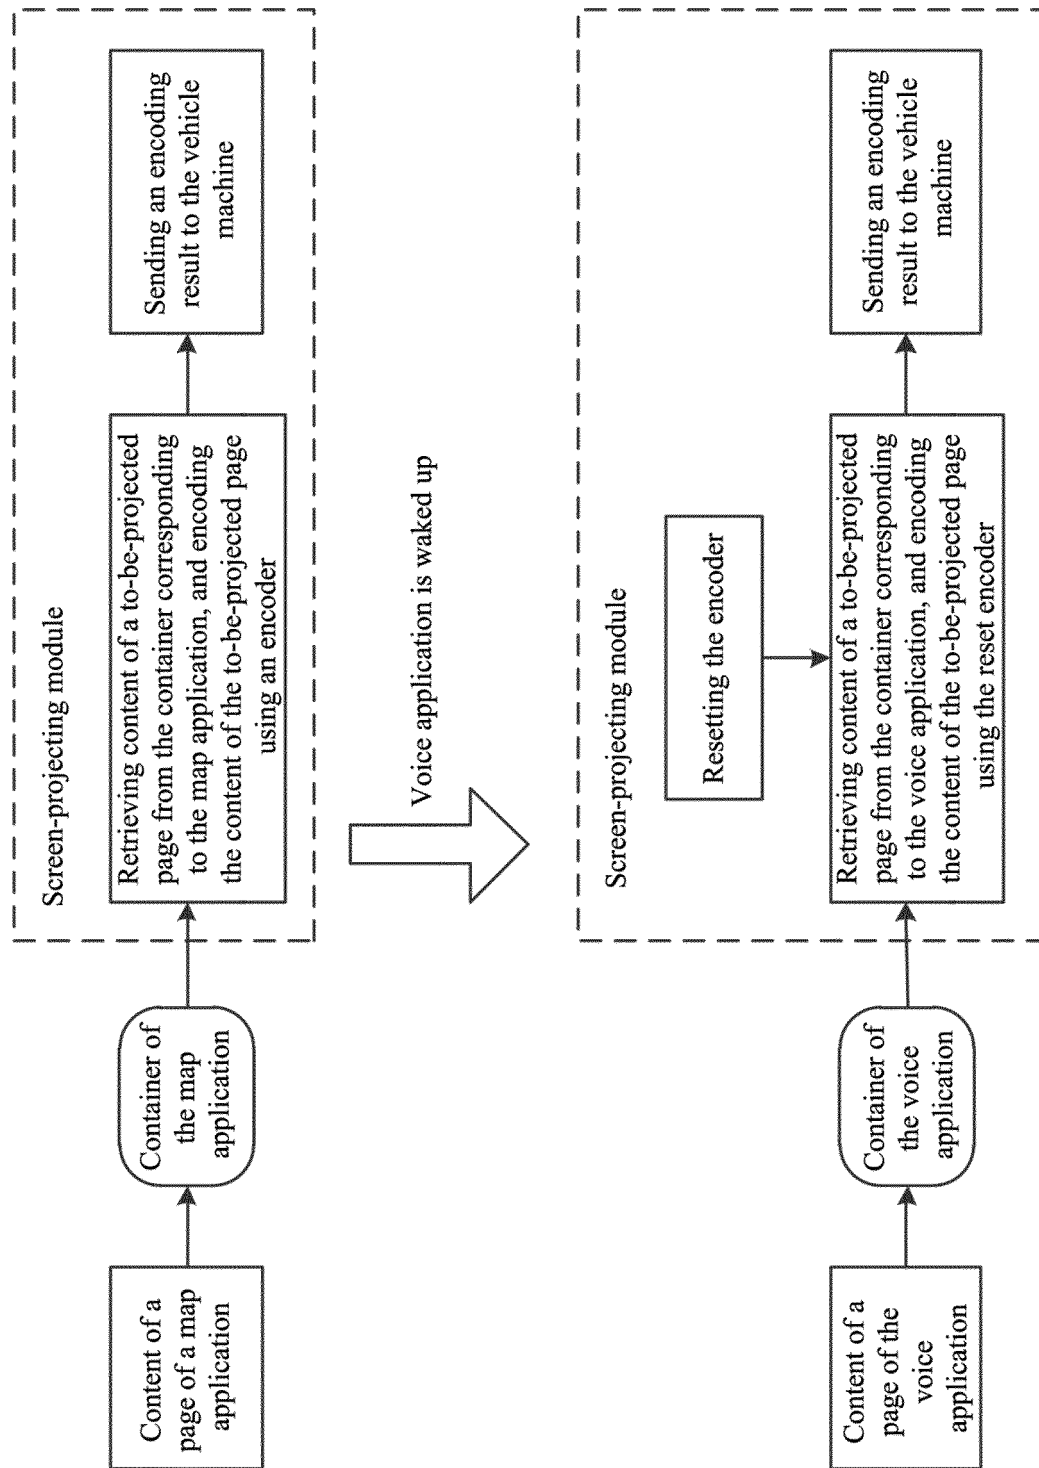 Screen-projecting module
Content of a
page of a map
application
Container of
the map
application
Retrieving content of a to-be-projected
page from the container corresponding
to the map application, and encoding
the content of the to-be-projected page
using an encoder
Sending an encoding
result to the vehicle
machine
Voice application is waked up
Screen-projecting module
Resetting the encoder
Content of a
page of the
voice
application
Container of
the voice
application
Retrieving content of a to-be-projected
page from the container corresponding
to the voice application, and encoding
the content of the to-be-projected page
using the reset encoder
Sending an encoding
result to the vehicle
machine